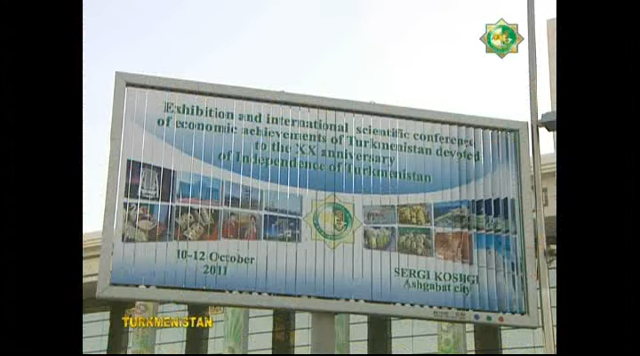 Exhibition and international scientific conference
of economic achievements of Turkmenistan devoted
to the XX anniversary
of Independence of Turkmenistan
10-12 October
2011
SERGI KOSHGI
Ashgabat city
TURKMENISTAN